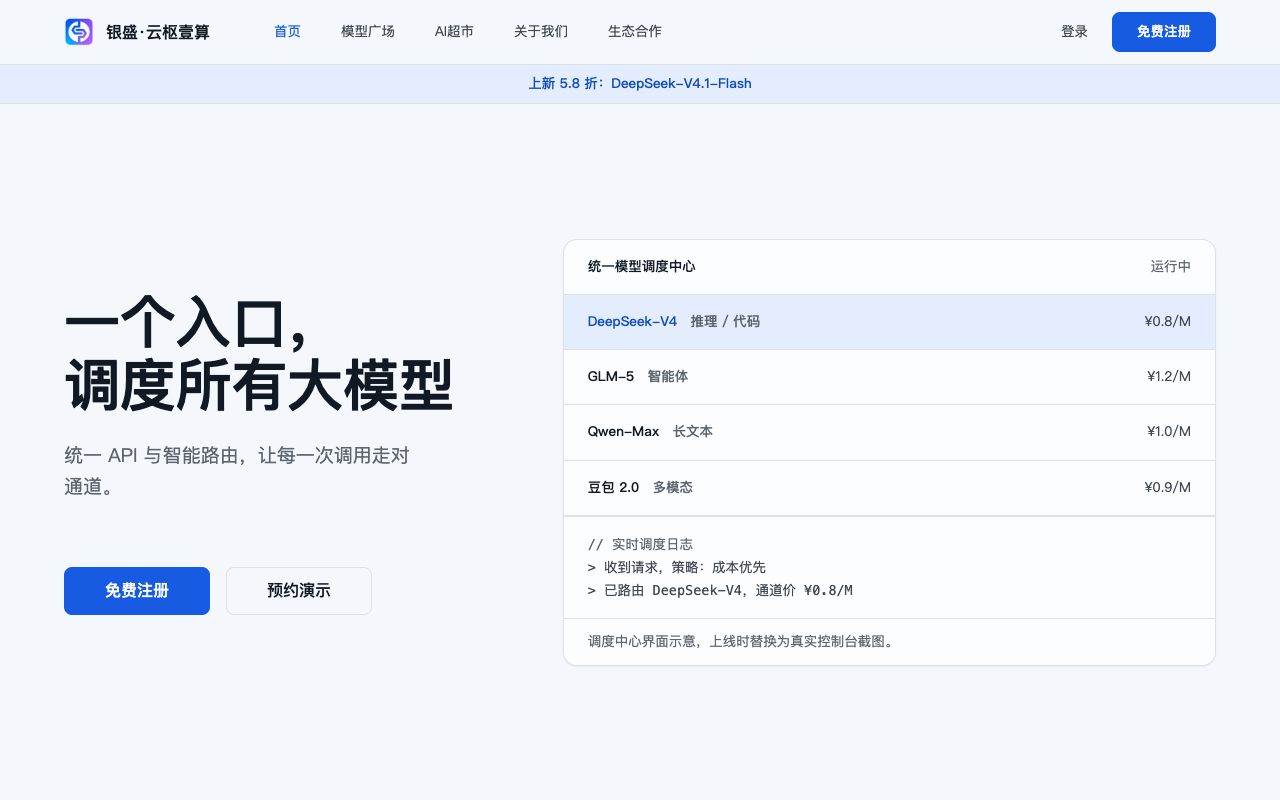 银盛·云枢壹算
首页
模型广场
AI超市
关于我们
生态合作
登录
免费注册
上新 5.8 折：DeepSeek-V4.1-Flash
一个入口，
调度所有大模型
统一 API 与智能路由，让每一次调用走对
通道。
免费注册
预约演示
统一模型调度中心 运行中
DeepSeek-V4 推理 / 代码 ¥0.8/M
GLM-5 智能体 ¥1.2/M
Qwen-Max 长文本 ¥1.0/M
豆包 2.0 多模态 ¥0.9/M
// 实时调度日志
> 收到请求，策略：成本优先
> 已路由 DeepSeek-V4，通道价 ¥0.8/M
调度中心界面示意，上线时替换为真实控制台截图。